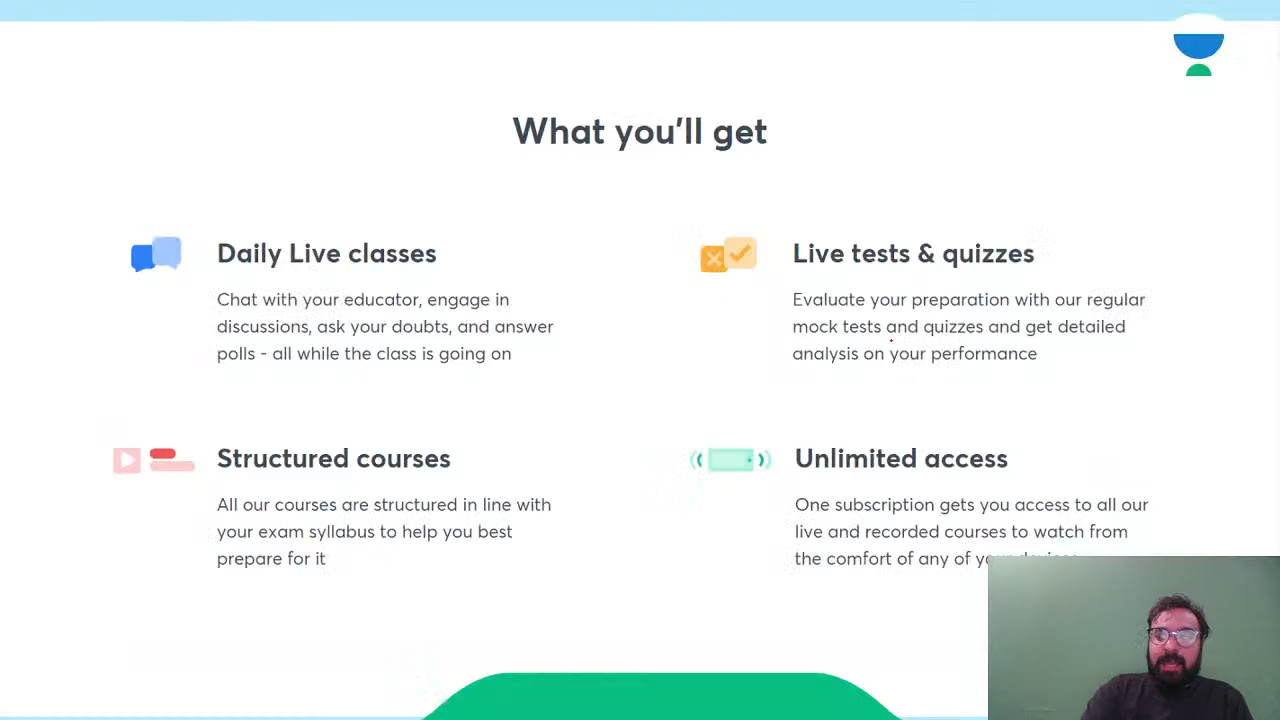 What you'll get
Daily Live classes
Chat with your educator, engage in
discussions, ask your doubts, and answer
polls - all while the class is going on
Live tests & quizzes
Evaluate your preparation with our regular
mock tests and quizzes and get detailed
analysis on your performance
Structured courses
All our courses are structured in line with
your exam syllabus to help you best
prepare for it
Unlimited access
One subscription gets you access to all our
live and recorded courses to watch from
the comfort of any of